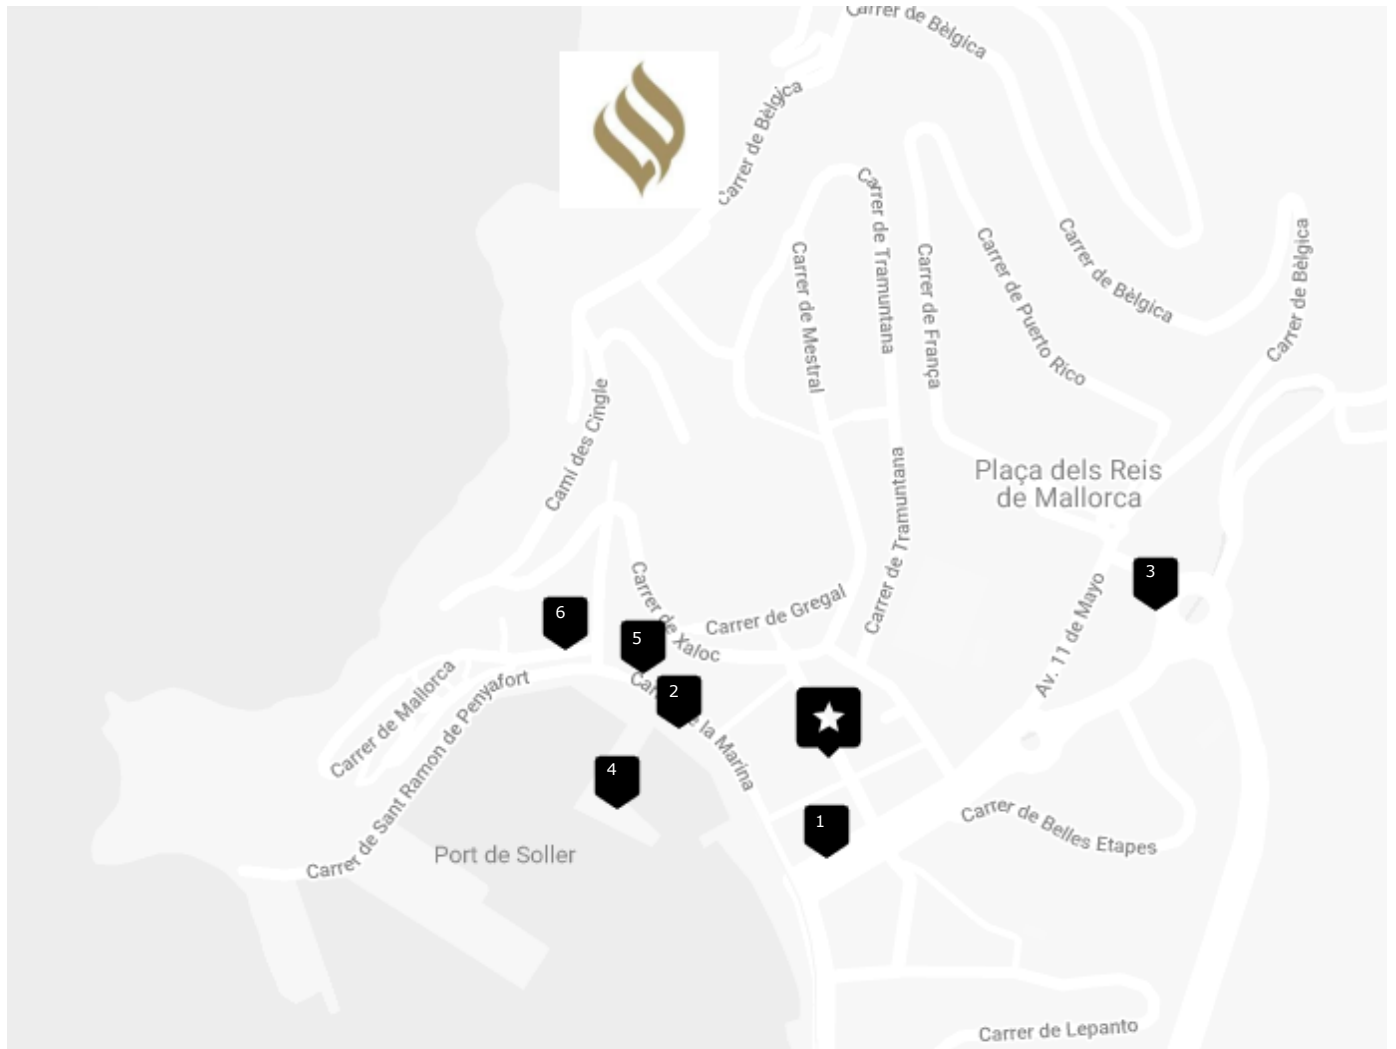 Carrer de Bèlgica
Carrer de Bèlgica
Carrer de Tramuntana
Carrer de Mestral
Carrer de França
Carrer de Puerto Rico
Carrer de Bèlgica
Carrer de Bèlgica
Camí des Cingle
Plaça dels Reis
de Mallorca
Carrer de Tramuntana
3
Carrer de Xaloc
Carrer de Gregal
Av. 11 de Mayo
6
5
Carrer de Mallorca
Carrer de Sant Ramon de Penyafort
2
Car e la Marina
4
1
Port de Soller
Carrer de Belles Etapes
Carrer de Lepanto